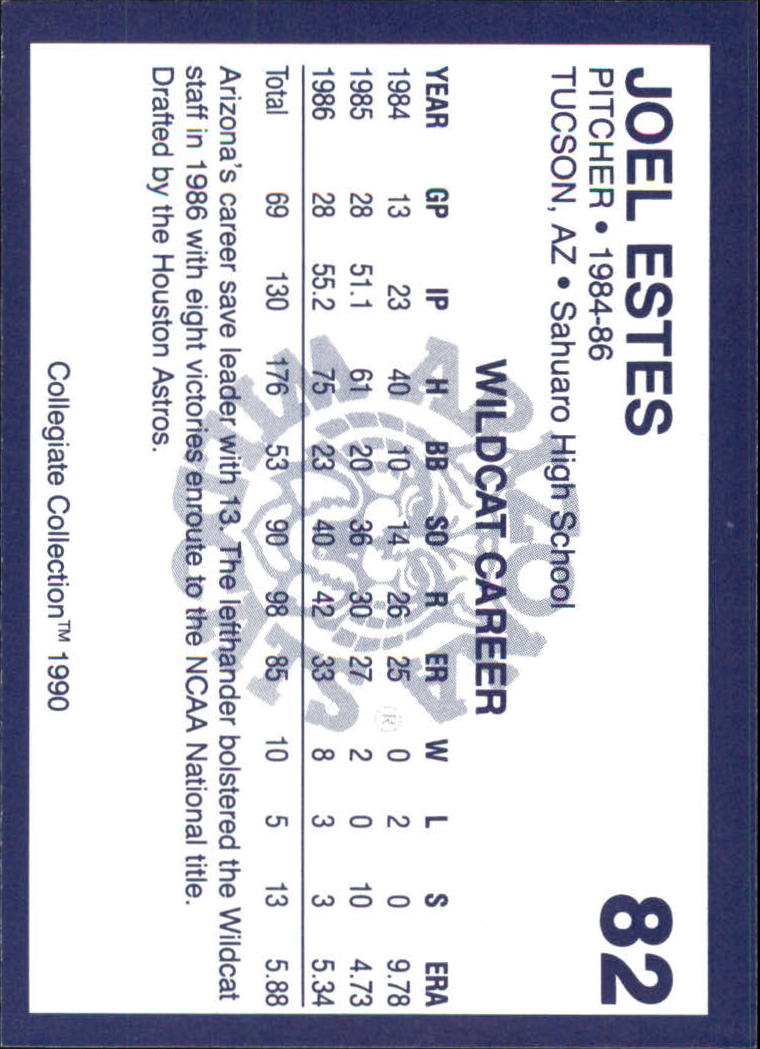 JOEL ESTES 82
PITCHER • 1984-86
TUCSON, AZ • Sahuaro High School
WILDCAT CAREER
YEAR GP IP H BB SO R ER W L S ERA
1984 13 23 40 10 14 26 25 0 2 0 9.78
1985 28 51.1 61 20 36 30 27 2 0 10 4.73
1986 28 55.2 75 23 40 42 33 8 3 3 5.34
Total 69 130 176 53 90 98 85 10 5 13 5.88
Arizona's career save leader with 13. The lefthander bolstered the Wildcat
staff in 1986 with eight victories enroute to the NCAA National title.
Drafted by the Houston Astros.
Collegiate Collection™ 1990
ARIZONA
WILDCATS
®